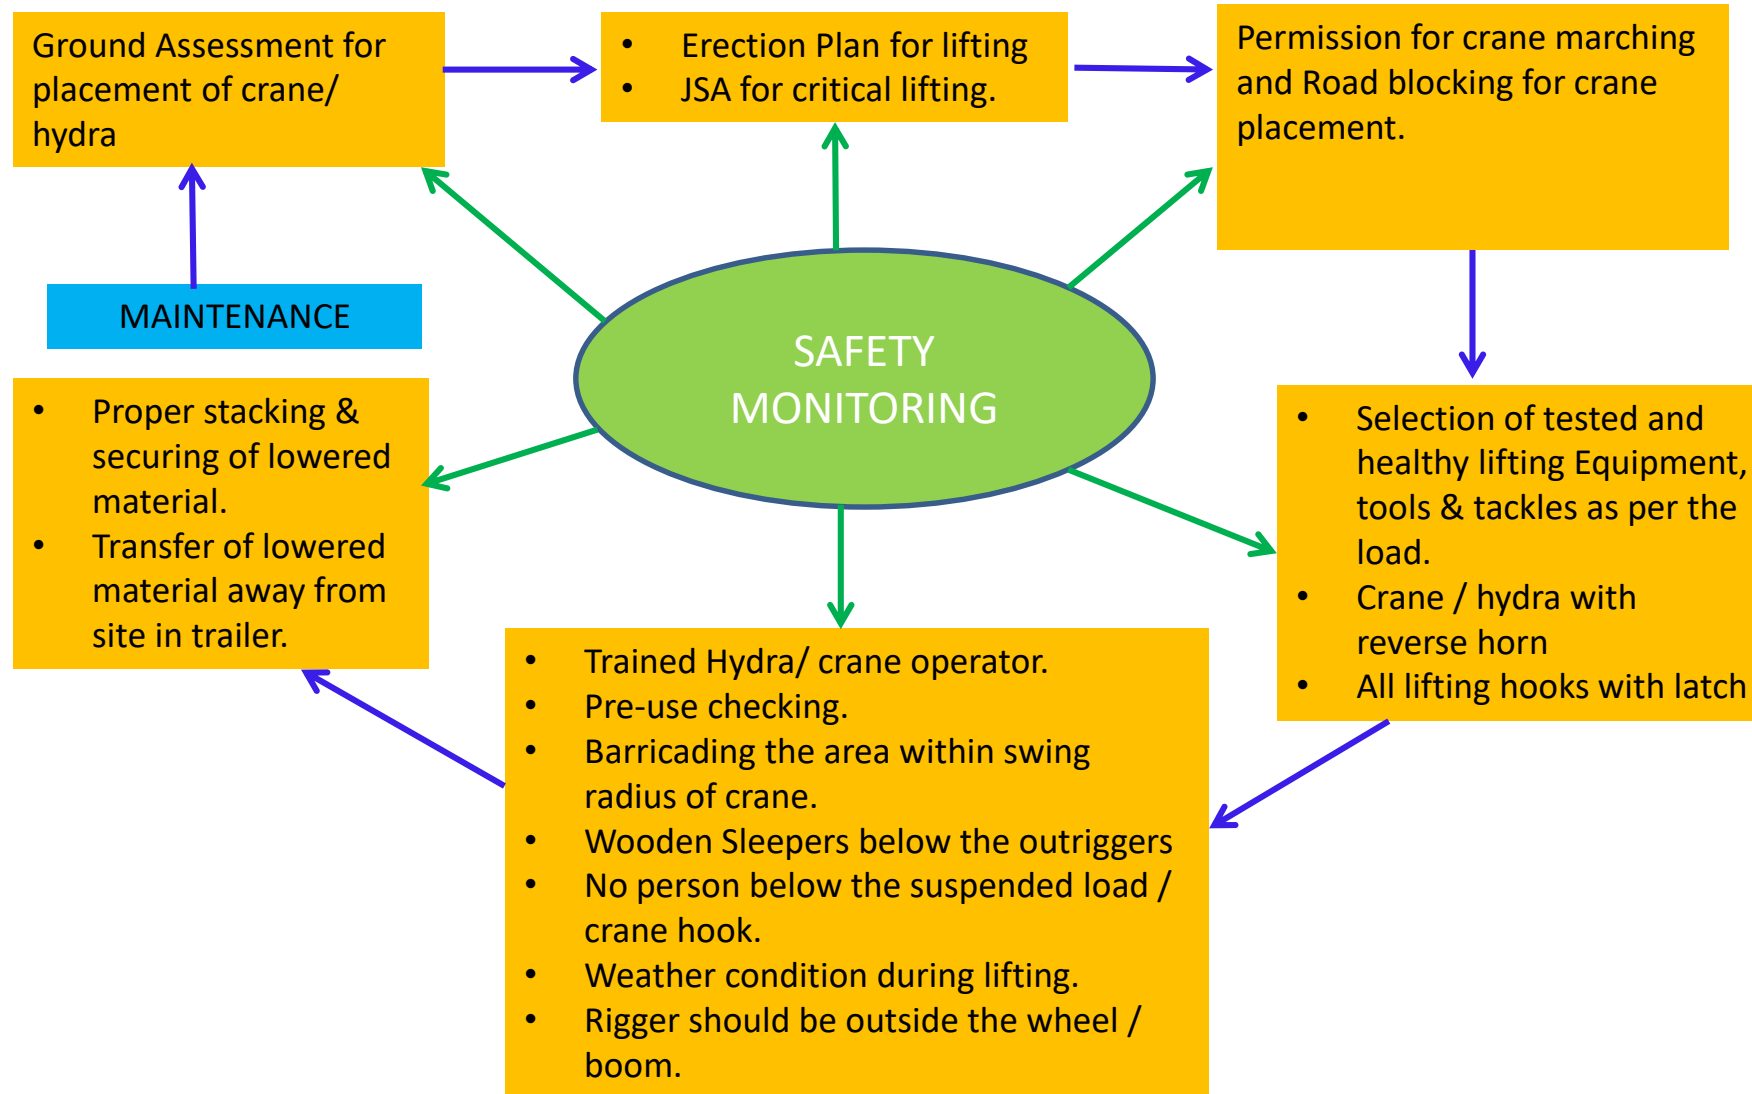 Ground Assessment for
placement of crane/
hydra
• Erection Plan for lifting
• JSA for critical lifting.
Permission for crane marching
and Road blocking for crane
placement.
MAINTENANCE
SAFETY
MONITORING
• Proper stacking &
securing of lowered
material.
• Transfer of lowered
material away from
site in trailer.
• Selection of tested and
healthy lifting Equipment,
tools & tackles as per the
load.
• Crane / hydra with
reverse horn
• All lifting hooks with latch
• Trained Hydra/ crane operator.
• Pre-use checking.
• Barricading the area within swing
radius of crane.
• Wooden Sleepers below the outriggers
• No person below the suspended load /
crane hook.
• Weather condition during lifting.
• Rigger should be outside the wheel /
boom.